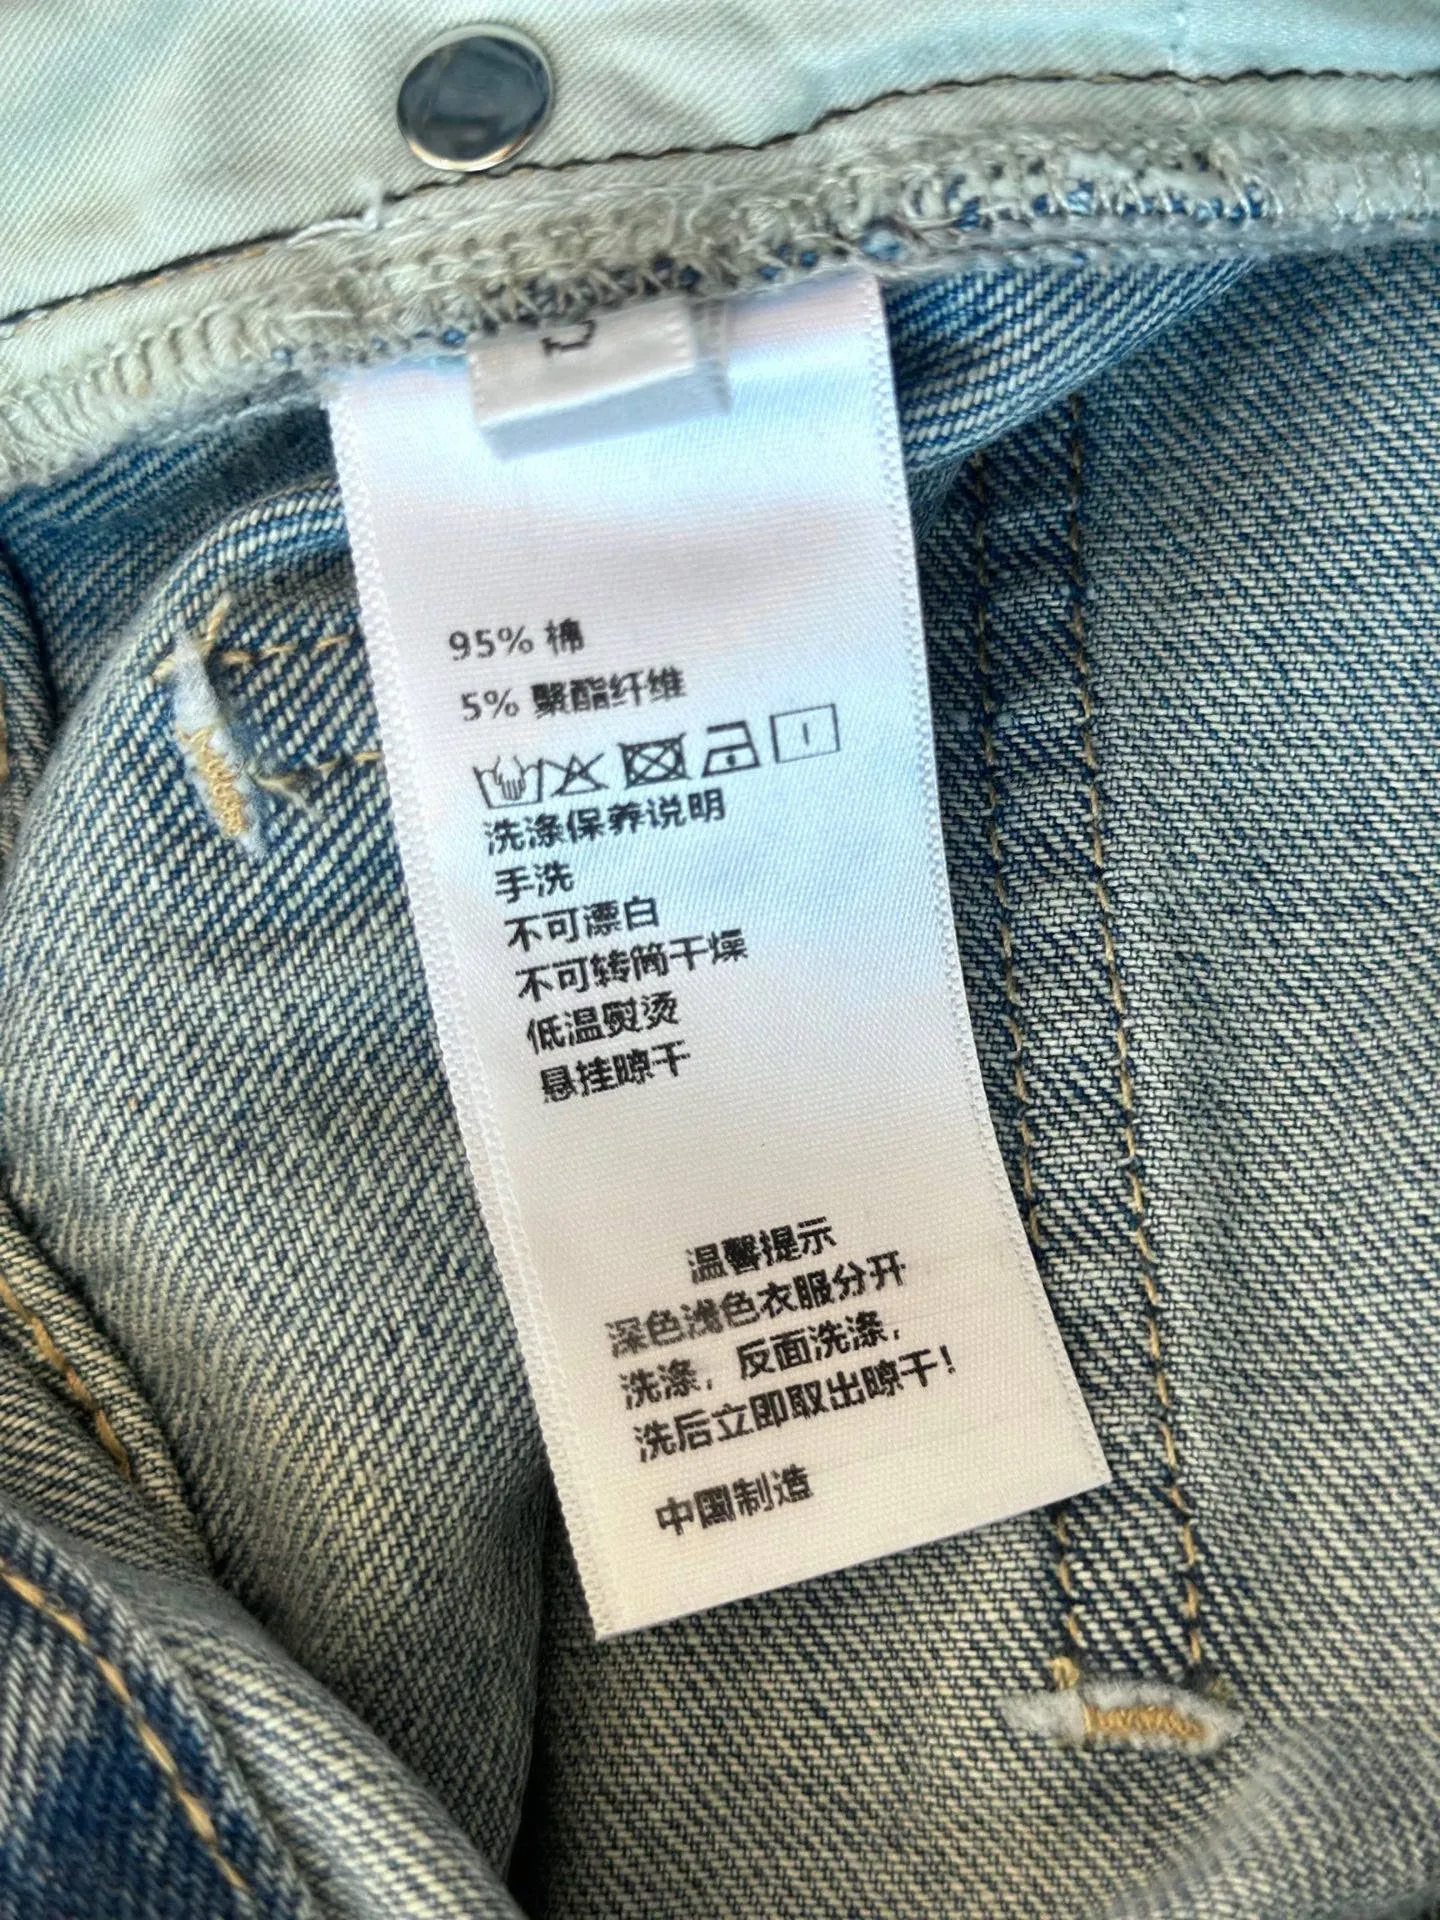 95% 棉
5% 聚酯纤维
洗涤保养说明
手洗
不可漂白
不可转筒干燥
低温熨烫
悬挂晾干
温馨提示
深色浅色衣服分开
洗涤，反面洗涤，
洗后立即取出晾干！
中国制造